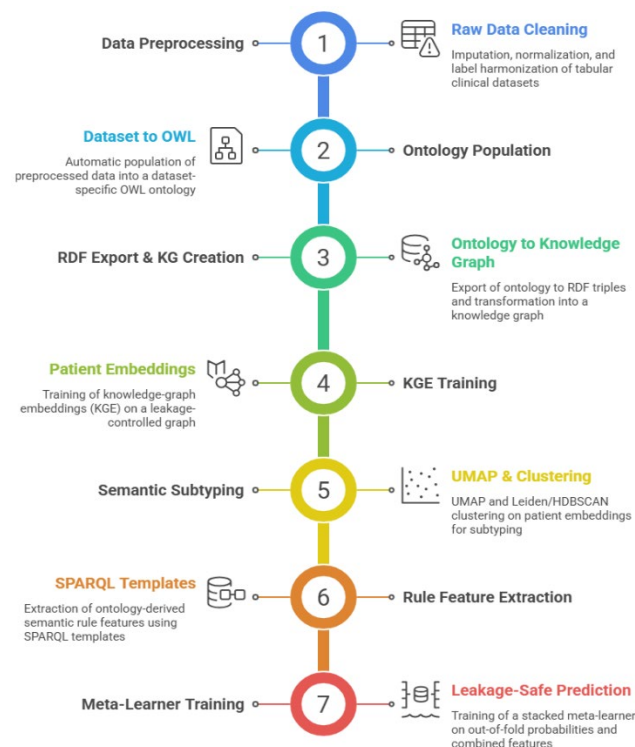 Data Preprocessing
1
Raw Data Cleaning
Imputation, normalization, and
label harmonization of tabular
clinical datasets
Dataset to OWL
Automatic population of
preprocessed data into a dataset-
specific OWL ontology
2
Ontology Population
RDF Export & KG Creation
3
Ontology to Knowledge
Graph
Export of ontology to RDF triples
and transformation into a
knowledge graph
Patient Embeddings
Training of knowledge-graph
embeddings (KGE) on a leakage-
controlled graph
4
KGE Training
Semantic Subtyping
5
UMAP & Clustering
UMAP and Leiden/HDBSCAN
clustering on patient embeddings
for subtyping
SPARQL Templates
Extraction of ontology-derived
semantic rule features using
SPARQL templates
6
Rule Feature Extraction
Meta-Learner Training
7
Leakage-Safe Prediction
Training of a stacked meta-learner
on out-of-fold probabilities and
combined features